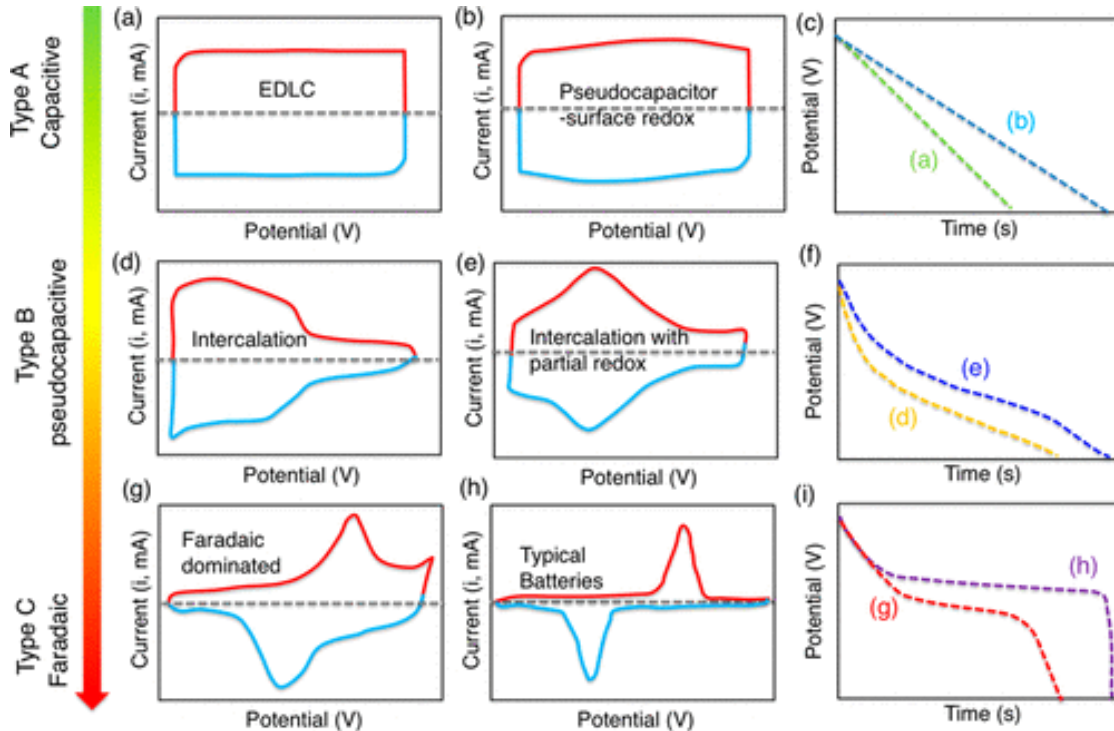 Type A
Capacitive
Type B
pseudocapacitive
Type C
Faradaic
(a)
Current (i, mA)
EDLC
Potential (V)
(b)
Current (i, mA)
Pseudocapacitor
-surface redox
Potential (V)
(c)
Potential (V)
(b)
(a)
Time (s)
(d)
Current (i, mA)
Intercalation
Potential (V)
(e)
Current (i, mA)
Intercalation with
partial redox
Potential (V)
(f)
Potential (V)
(e)
(d)
Time (s)
(g)
Current (i, mA)
Faradaic
dominated
Potential (V)
(h)
Current (i, mA)
Typical
Batteries
Potential (V)
(i)
Potential (V)
(h)
(g)
Time (s)